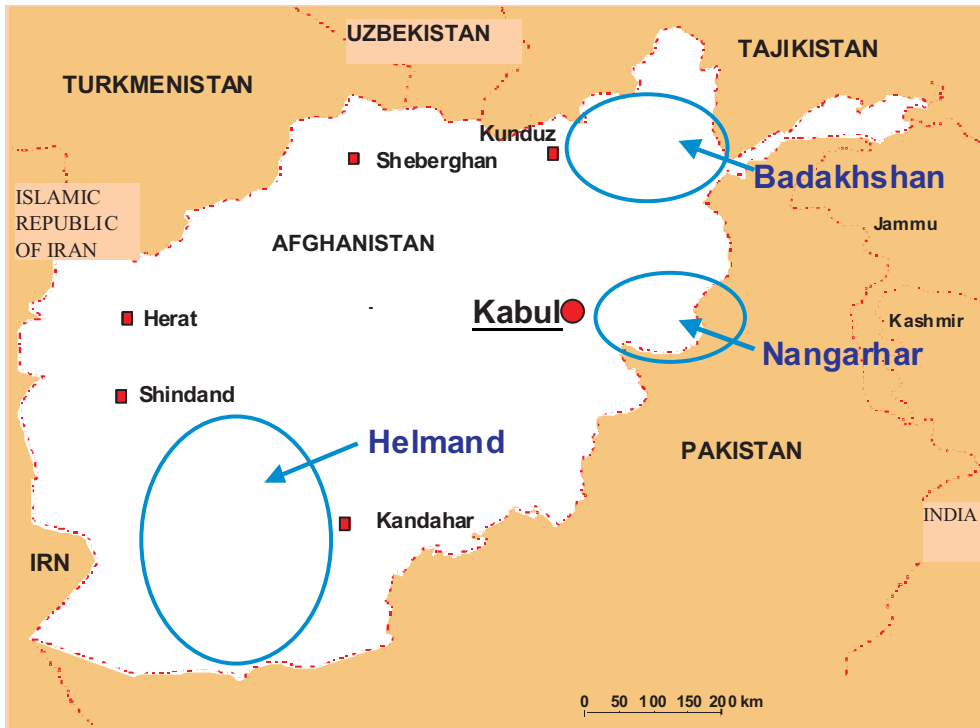 UZBEKISTAN
TAJIKISTAN
TURKMENISTAN
Kunduz
Sheberghan
Badakhshan
ISLAMIC
REPUBLIC
OF IRAN
Jammu
AFGHANISTAN
Kabul
Herat
Kashmir
Nangarhar
Shindand
Helmand
PAKISTAN
Kandahar
INDIA
IRN
0 50 100 150 200 km